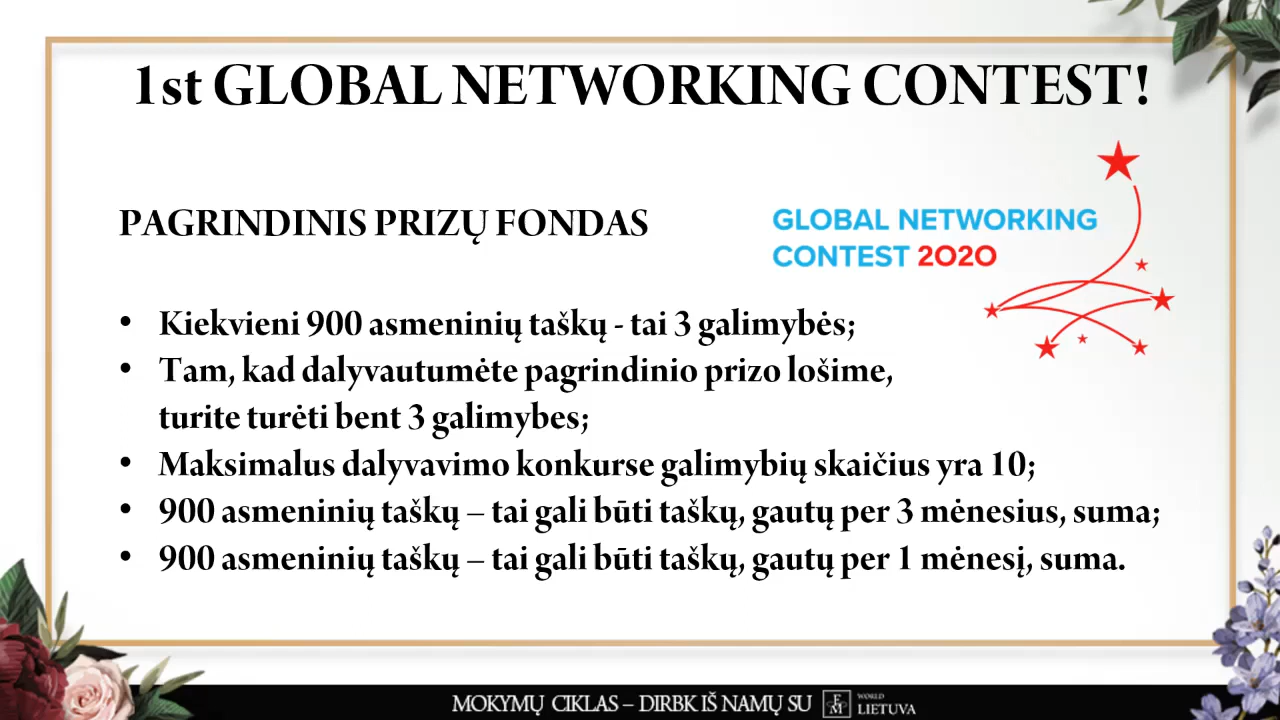 1st GLOBAL NETWORKING CONTEST!
PAGRINDINIS PRIZŲ FONDAS
GLOBAL NETWORKING
CONTEST 2020
• Kiekvieni 900 asmeninių taškų - tai 3 galimybės;
• Tam, kad dalyvautumėte pagrindinio prizo lošime,
turite turėti bent 3 galimybes;
• Maksimalus dalyvavimo konkurse galimybių skaičius yra 10;
• 900 asmeninių taškų – tai gali būti taškų, gautų per 3 mėnesius, suma;
• 900 asmeninių taškų – tai gali būti taškų, gautų per 1 mėnesį, suma.
MOKYMŲ CIKLAS – DIRBK IŠ NAMŲ SU
FM
WORLD
LIETUVA